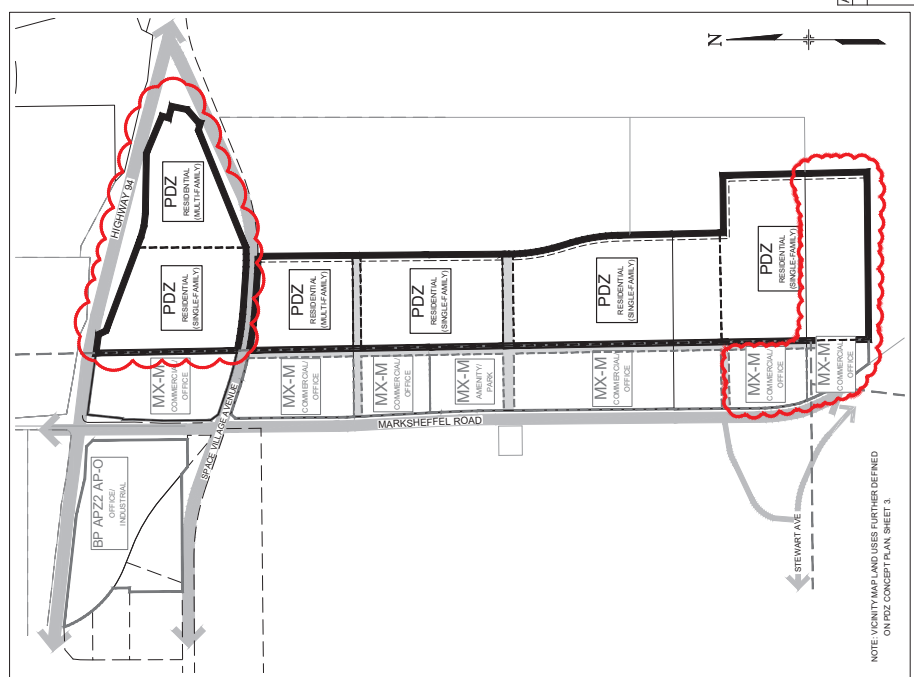 N
HIGHWAY 94
PDZ
RESIDENTIAL
(MULTI-FAMILY)
PDZ
RESIDENTIAL
(SINGLE-FAMILY)
PDZ
RESIDENTIAL
(MULTI-FAMILY)
PDZ
RESIDENTIAL
(SINGLE-FAMILY)
PDZ
RESIDENTIAL
(SINGLE-FAMILY)
PDZ
RESIDENTIAL
(SINGLE-FAMILY)
MX-M
COMMERCIAL/
OFFICE
MX-M
COMMERCIAL/
OFFICE
MX-M
COMMERCIAL/
OFFICE
MX-M
AMENITY/
PARK
MX-M
COMMERCIAL/
OFFICE
MX-M
COMMERCIAL/
OFFICE
MX-M
COMMERCIAL/
OFFICE
MARKSHEFFEL ROAD
SPACE VILLAGE AVENUE
BP APZ2 AP-O
OFFICE/
INDUSTRIAL
STEWART AVE
NOTE: VICINITY MAP LAND USES FURTHER DEFINED
ON PDZ CONCEPT PLAN, SHEET 3.